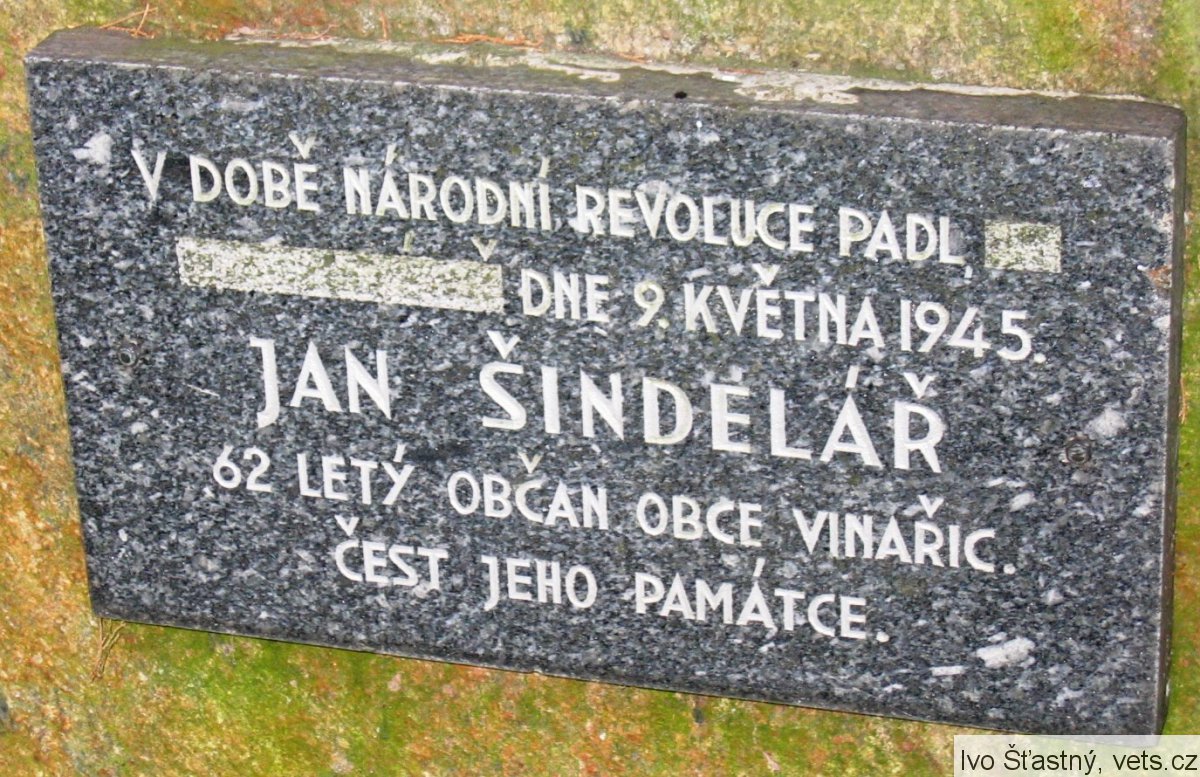 V DOBĚ NÁRODNÍ REVOLUCE PADL
DNE 9. KVĚTNA 1945.
JAN ŠINDELÁŘ
62 LETÝ OBČAN OBCE VINAŘIC.
ČEST JEHO PAMÁTCE.
Ivo Šťastný, vets.cz